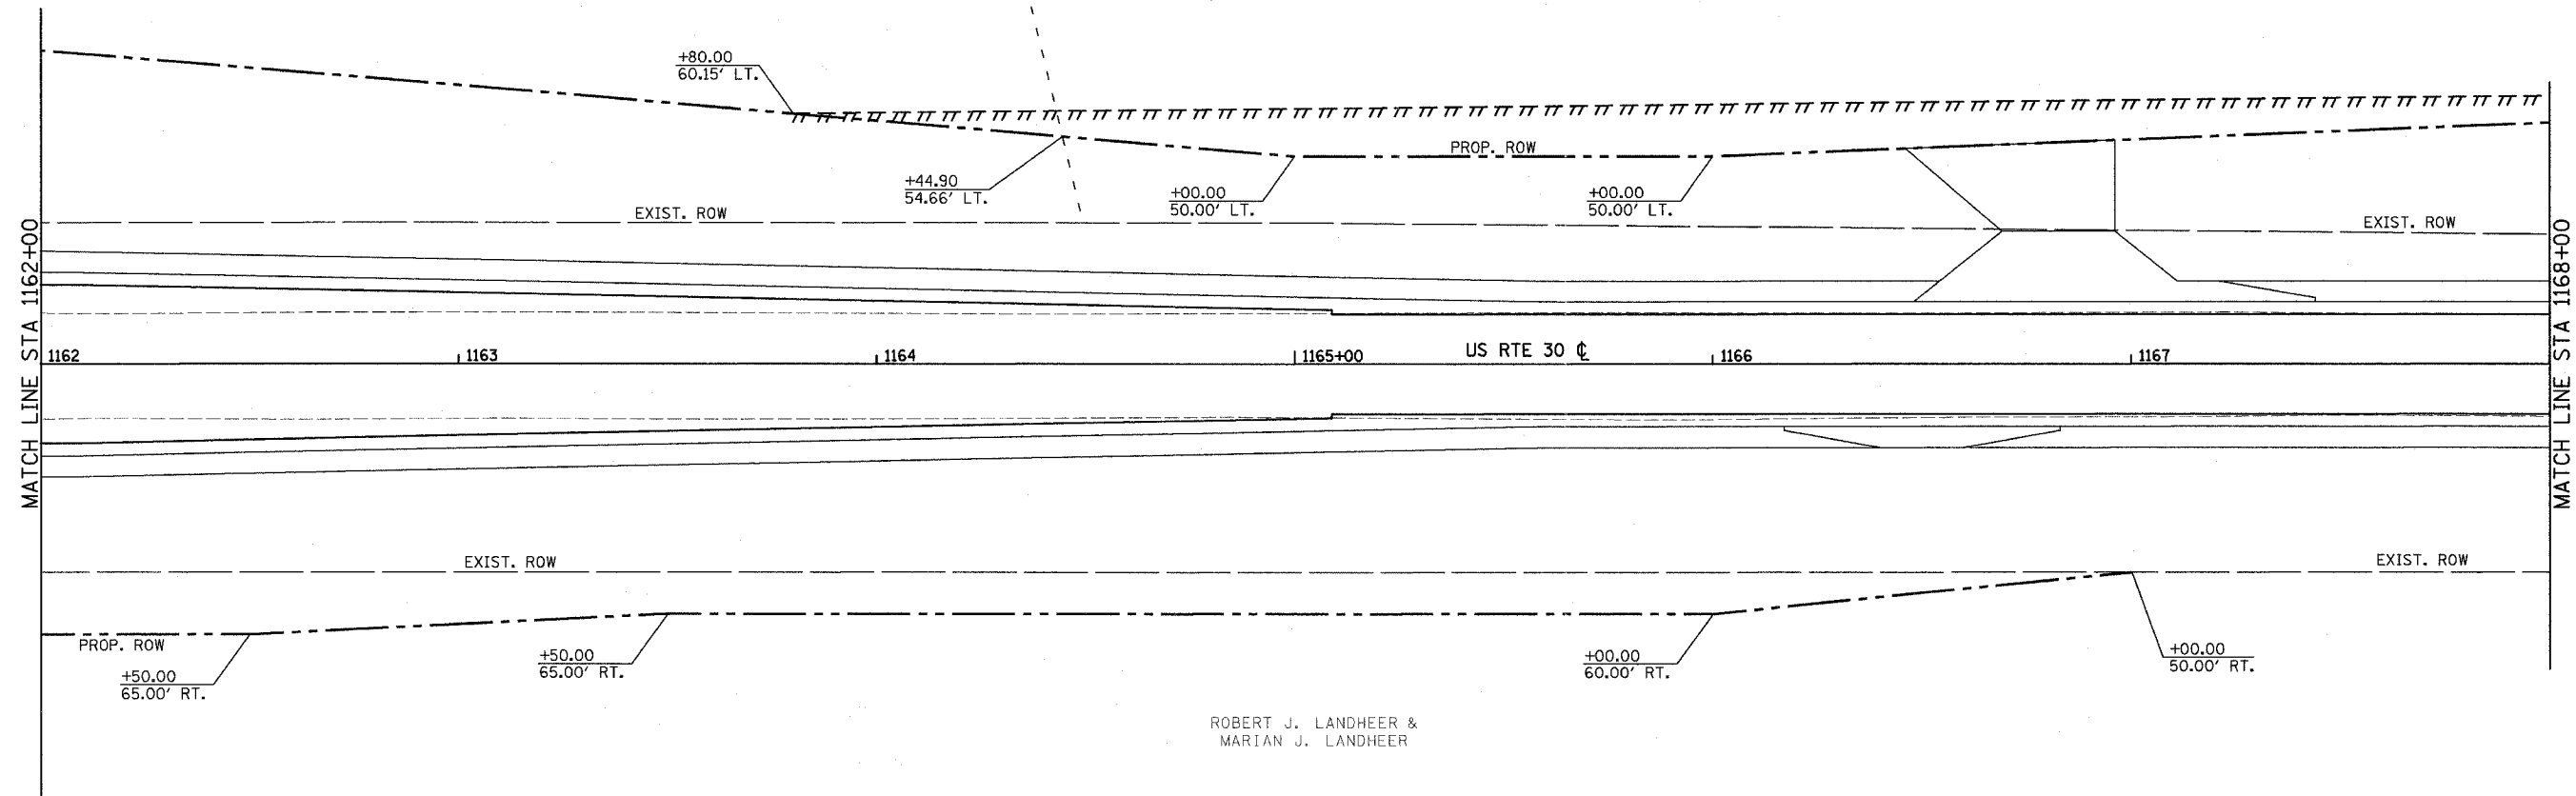 +80.00
60.15' LT.
PROP. ROW
+44.90
54.66' LT.
+00.00
50.00' LT.
+00.00
50.00' LT.
EXIST. ROW
EXIST. ROW
MATCH LINE STA 1162+00
MATCH LINE STA 1168+00
1162
1163
1164
1165+00
US RTE 30 ℄
1166
1167
EXIST. ROW
EXIST. ROW
PROP. ROW
+50.00
65.00' RT.
+50.00
65.00' RT.
+00.00
60.00' RT.
+00.00
50.00' RT.
ROBERT J. LANDHEER &
MARIAN J. LANDHEER